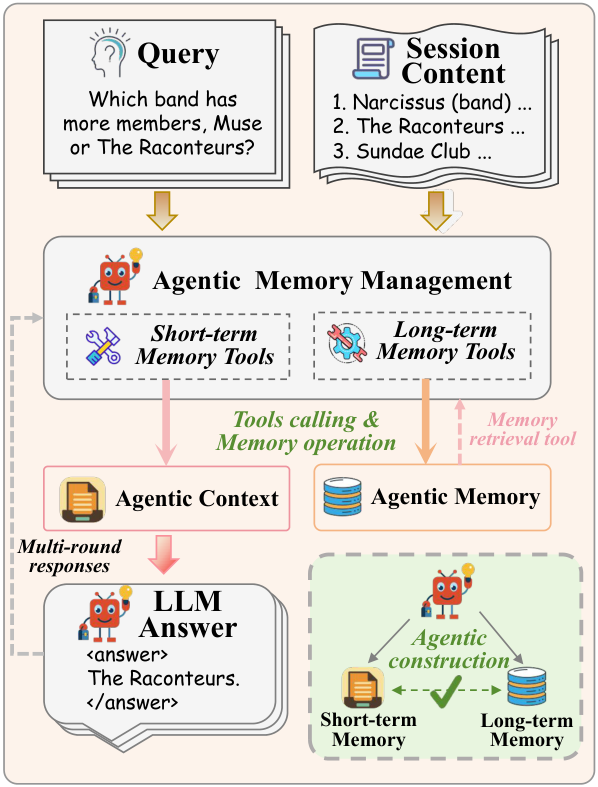 Query
Which band has
more members, Muse
or The Raconteurs?
Session
Content
1. Narcissus (band) ...
2. The Raconteurs ...
3. Sundae Club ...
Agentic Memory Management
Short-term
Memory Tools
Long-term
Memory Tools
Tools calling &
Memory operation
Memory
retrieval tool
Agentic Context
Agentic Memory
Multi-round
responses
LLM
Answer
<answer>
The Raconteurs.
</answer>
Agentic
construction
Short-term
Memory
Long-term
Memory